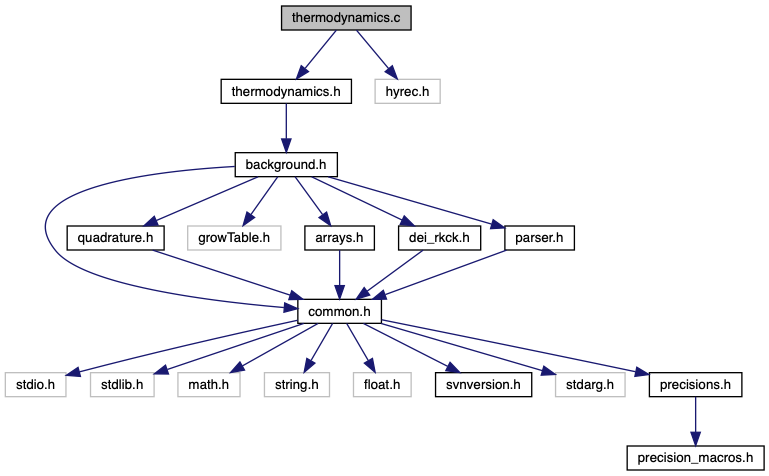 thermodynamics.c
thermodynamics.h
hyrec.h
background.h
quadrature.h
growTable.h
arrays.h
dei_rkck.h
parser.h
common.h
stdio.h
stdlib.h
math.h
string.h
float.h
svnversion.h
stdarg.h
precisions.h
precision_macros.h